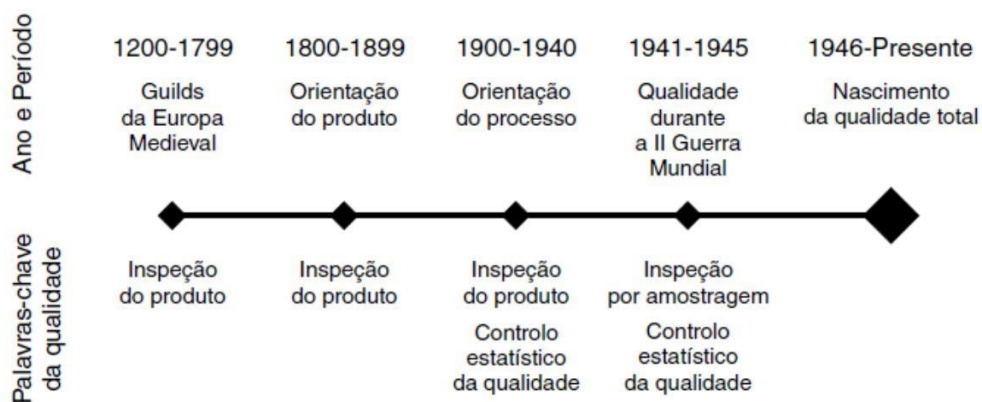 Ano e Período
1200-1799
Guilds
da Europa
Medieval
1800-1899
Orientação
do produto
1900-1940
Orientação
do processo
1941-1945
Qualidade
durante
a II Guerra
Mundial
1946-Presente
Nascimento
da qualidade total
Palavras-chave
da qualidade
Inspeção
do produto
Inspeção
do produto
Inspeção
do produto
Controlo
estatístico
da qualidade
Inspeção
por amostragem
Controlo
estatístico
da qualidade